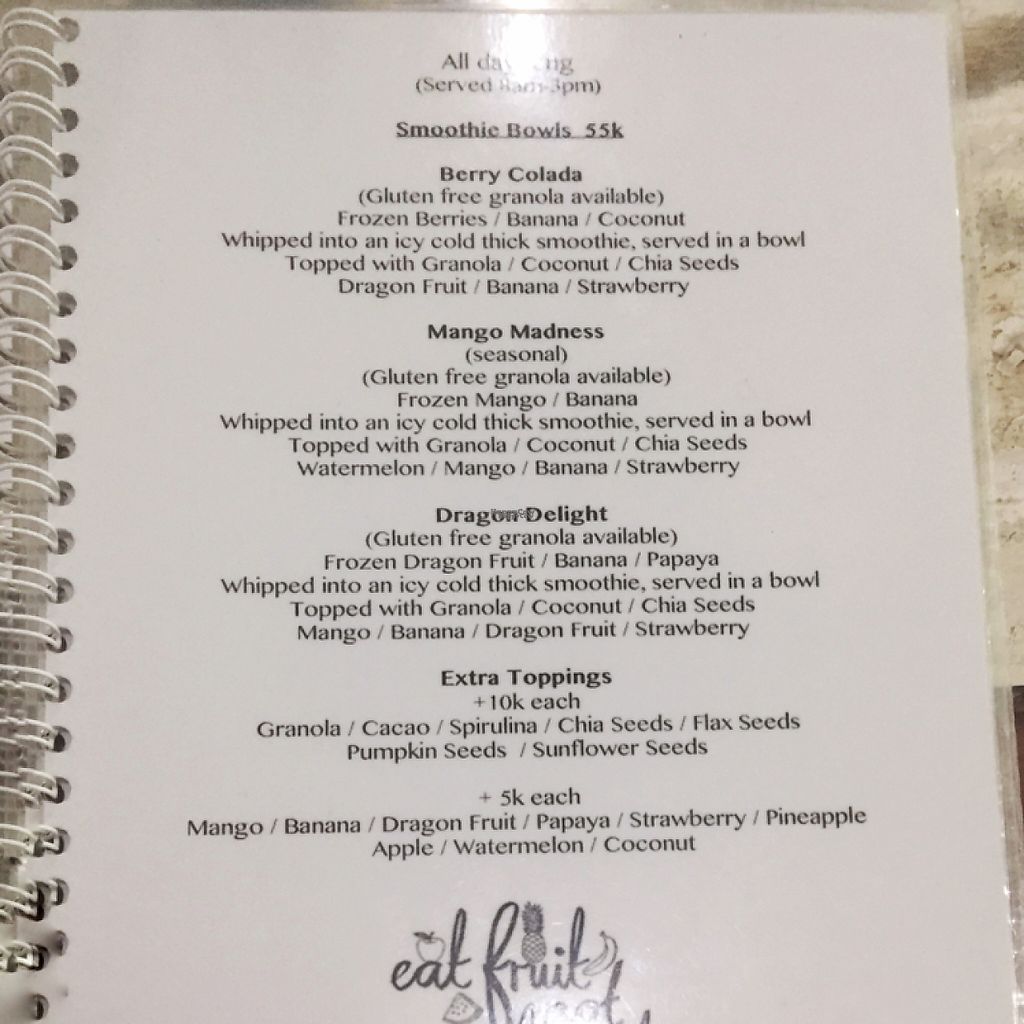 All da ng
(Served 8am-3pm)
Smoothie Bowls 55k
Berry Colada
(Gluten free granola available)
Frozen Berries / Banana / Coconut
Whipped into an icy cold thick smoothie, served in a bowl
Topped with Granola / Coconut / Chia Seeds
Dragon Fruit / Banana / Strawberry
Mango Madness
(seasonal)
(Gluten free granola available)
Frozen Mango / Banana
Whipped into an icy cold thick smoothie, served in a bowl
Topped with Granola / Coconut / Chia Seeds
Watermelon / Mango / Banana / Strawberry
Dragon Delight
(Gluten free granola available)
Frozen Dragon Fruit / Banana / Papaya
Whipped into an icy cold thick smoothie, served in a bowl
Topped with Granola / Coconut / Chia Seeds
Mango / Banana / Dragon Fruit / Strawberry
Extra Toppings
+10k each
Granola / Cacao / Spirulina / Chia Seeds / Flax Seeds
Pumpkin Seeds / Sunflower Seeds
+ 5k each
Mango / Banana / Dragon Fruit / Papaya / Strawberry / Pineapple
Apple / Watermelon / Coconut
eat fruit